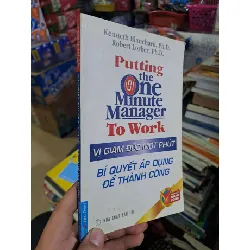 Kenneth Blanchard, Ph.D.
Robert Lorber, Ph.D.
Putting
the One
Minute
Manager
To Work
VỊ GIÁM ĐỐC MỘT PHÚT
BÍ QUYẾT ÁP DỤNG
ĐỂ THÀNH CÔNG